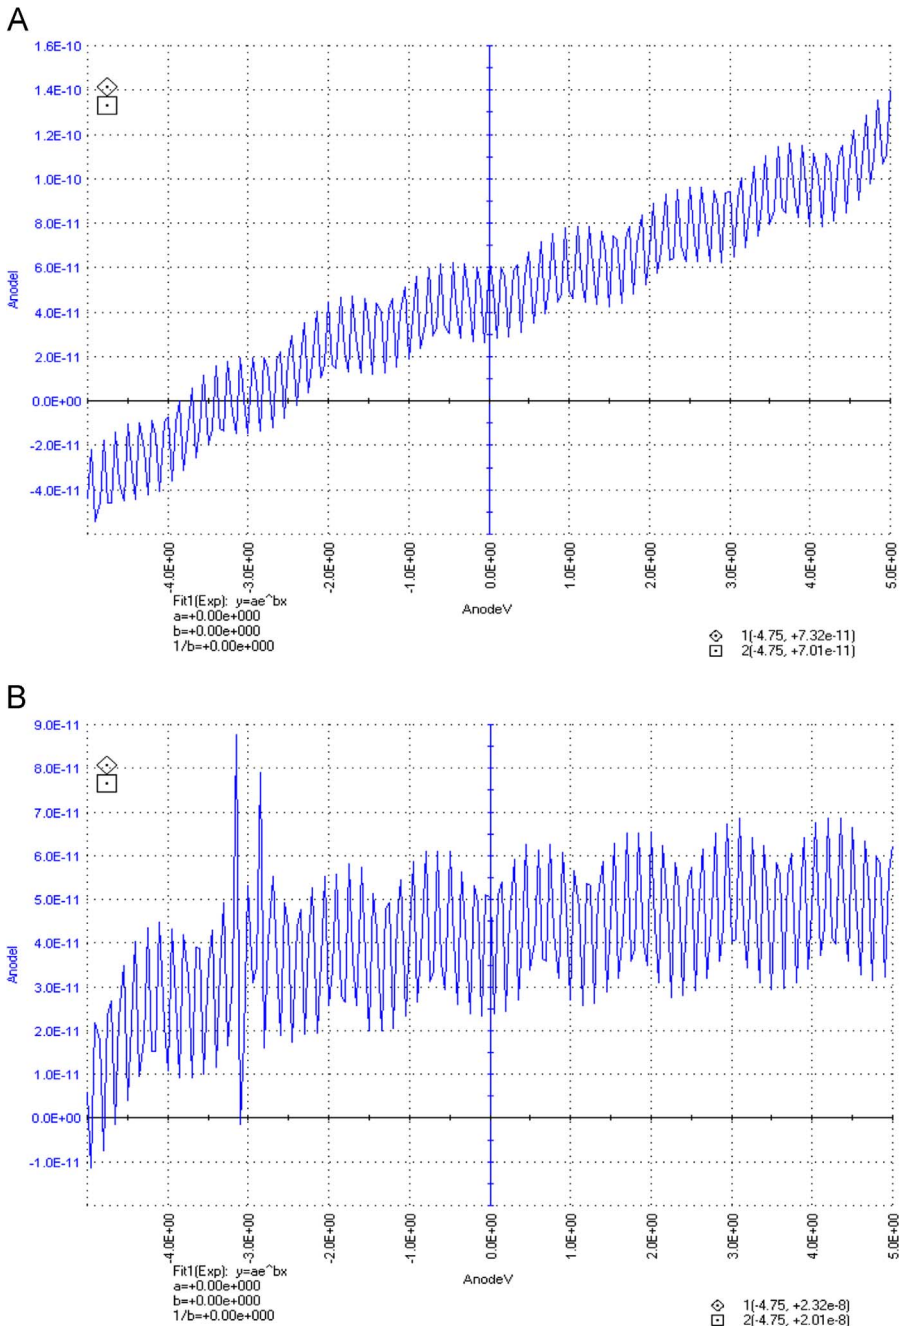 A
1.6E-10
1.4E-10
1.2E-10
1.0E-10
8.0E-11
6.0E-11
4.0E-11
2.0E-11
0.0E+00
-2.0E-11
-4.0E-11
AnodeI
-4.0E+00
-3.0E+00
-2.0E+00
-1.0E+00
0.0E+00
1.0E+00
2.0E+00
3.0E+00
4.0E+00
5.0E+00
AnodeV
Fit1(Exp): y=ae^bx
a=+0.00e+000
b=+0.00e+000
1/b=+0.00e+000
1(-4.75, +7.32e-11)
2(-4.75, +7.01e-11)
B
9.0E-11
8.0E-11
7.0E-11
6.0E-11
5.0E-11
4.0E-11
3.0E-11
2.0E-11
1.0E-11
0.0E+00
-1.0E-11
AnodeI
-4.0E+00
-3.0E+00
-2.0E+00
-1.0E+00
0.0E+00
1.0E+00
2.0E+00
3.0E+00
4.0E+00
5.0E+00
AnodeV
Fit1(Exp): y=ae^bx
a=+0.00e+000
b=+0.00e+000
1/b=+0.00e+000
1(-4.75, +2.32e-8)
2(-4.75, +2.01e-8)